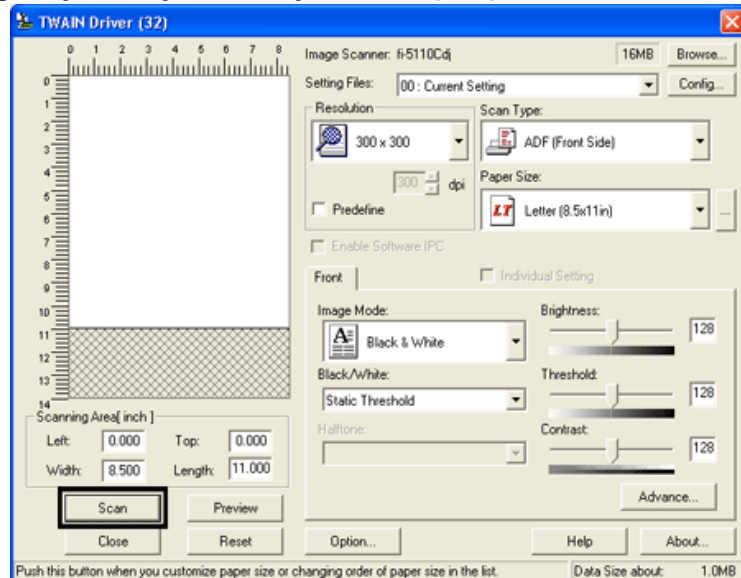 TWAIN Driver (32)
0 1 2 3 4 5 6 7 8
0
1
2
3
4
5
6
7
8
9
10
11
12
13
14
Scanning Area[ inch ]
Left: 0.000 Top: 0.000
Width: 8.500 Length: 11.000
Scan Preview
Close Reset
Image Scanner: fi-5110Cdj 16MB Browse...
Setting Files: 00 : Current Setting Config...
Resolution
300 x 300
300 dpi
Predefine
Scan Type:
ADF (Front Side)
Paper Size:
LT Letter (8.5x11in) ...
Enable Software IPC
Front Individual Setting
Image Mode:
A Black & White
Black/White:
Static Threshold
Halftone:
Brightness:
128
Threshold:
128
Contrast:
128
Advance...
Option... Help About...
Push this button when you customize paper size or changing order of paper size in the list. Data Size about: 1.0MB